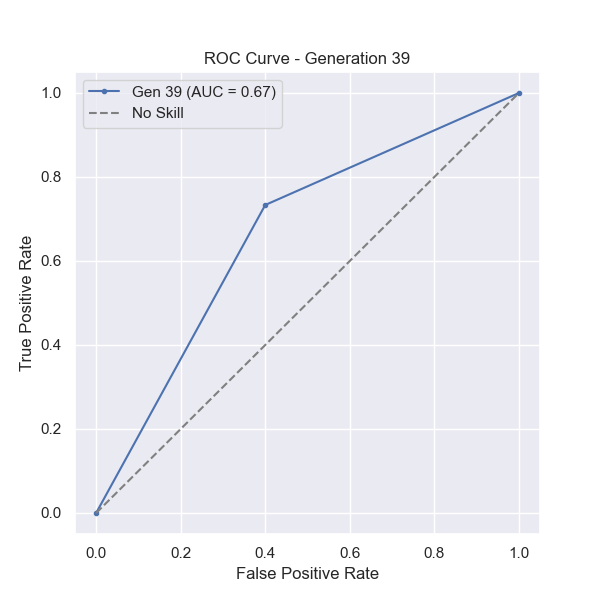 ROC Curve - Generation 39
Gen 39 (AUC = 0.67)
No Skill
True Positive Rate
1.0
0.8
0.6
0.4
0.2
0.0
0.0 0.2 0.4 0.6 0.8 1.0
False Positive Rate